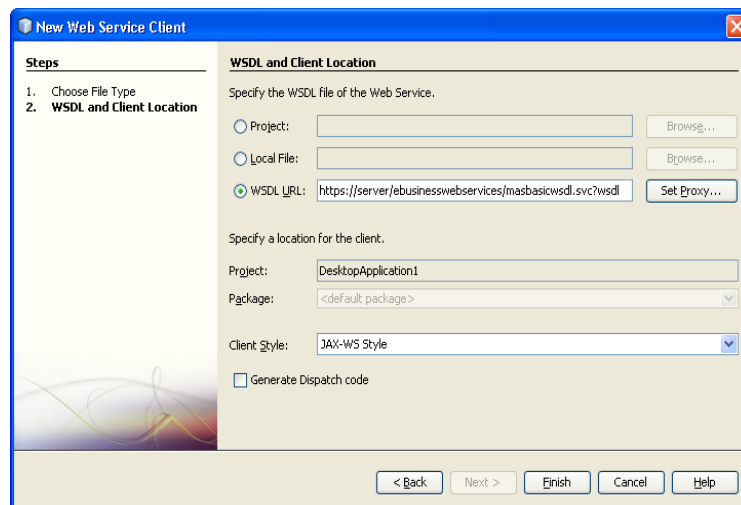 New Web Service Client
Steps
1. Choose File Type
2. WSDL and Client Location
WSDL and Client Location
Specify the WSDL file of the Web Service.
Project:
Browse...
Local File:
Browse...
WSDL URL: https://server/ebusinesswebservices/masbasicwsdl.svc?wsdl
Set Proxy...
Specify a location for the client.
Project: DesktopApplication1
Package: <default package>
Client Style: JAX-WS Style
Generate Dispatch code
< Back Next > Finish Cancel Help